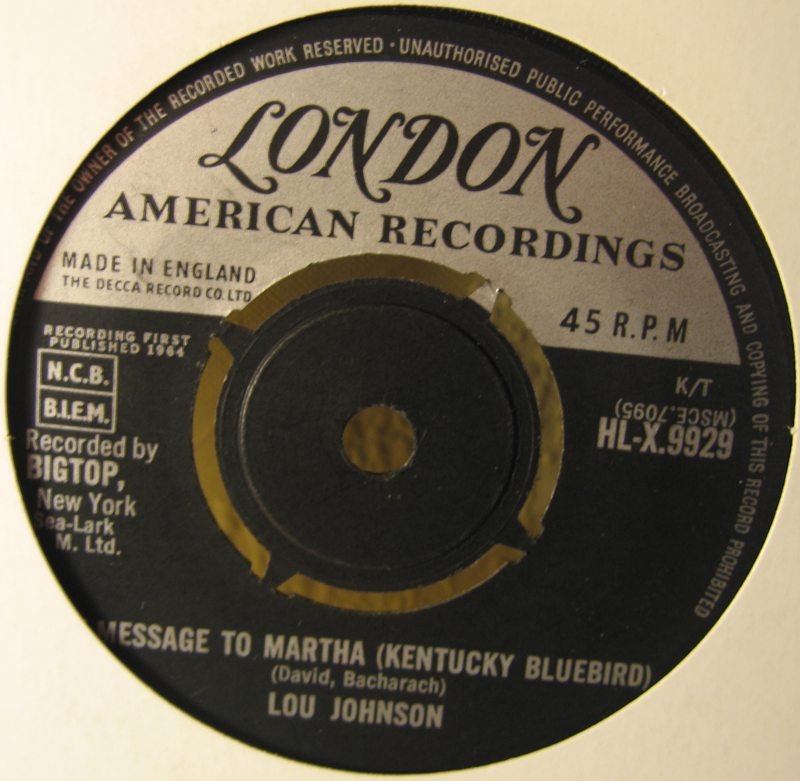 OF THE OWNER OF THE RECORDED WORK RESERVED · UNAUTHORISED PUBLIC PERFORMANCE BROADCASTING AND COPYING OF THIS RECORD PROHIBITED
LONDON
AMERICAN RECORDINGS
MADE IN ENGLAND
THE DECCA RECORD CO. LTD
45 R.P.M
RECORDING FIRST
PUBLISHED 1964
N.C.B.
B.I.E.M.
K/T
(MSCE.7095)
HL-X.9929
Recorded by
BIGTOP,
New York
Sea-Lark
M. Ltd.
MESSAGE TO MARTHA (KENTUCKY BLUEBIRD)
(David, Bacharach)
LOU JOHNSON